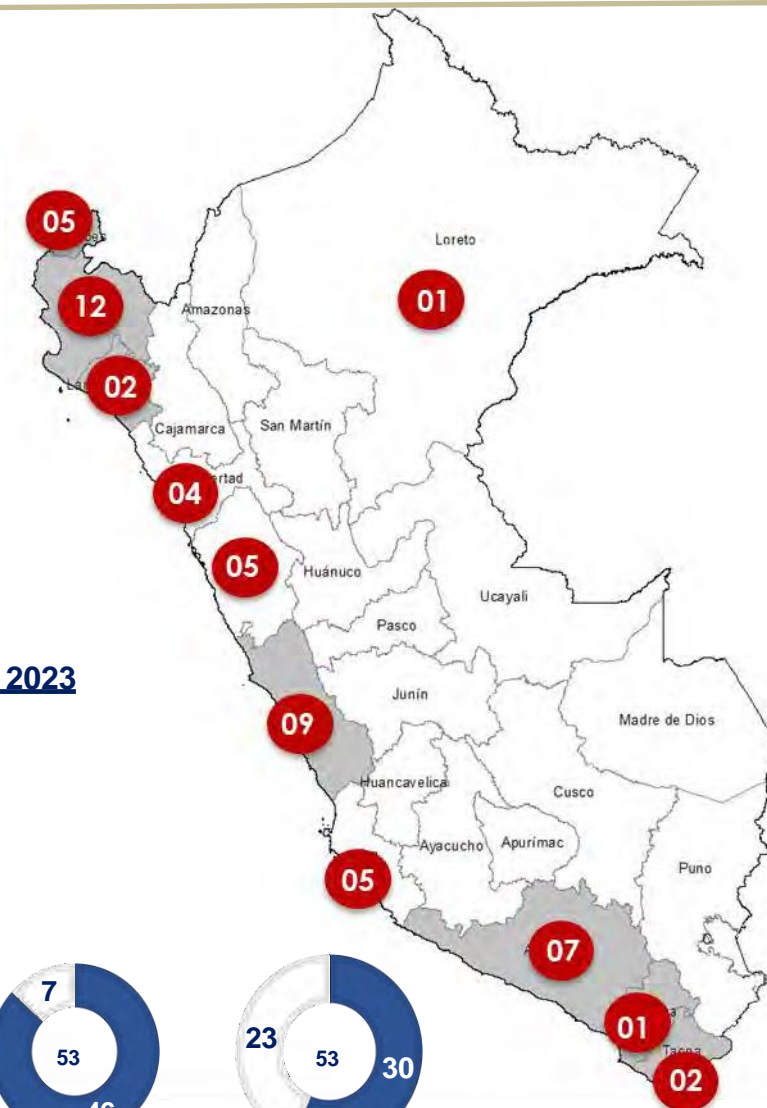 05
Loreto
01
12
Amazonas
02
Cajamarca
San Martín
04
05
Huánuco
Ucayali
Pasco
2023
Junín
09
Madre de Dios
Huancavelica
Cusco
Ayacucho
Apurímac
Puno
05
07
7
53
23
53
30
01
02